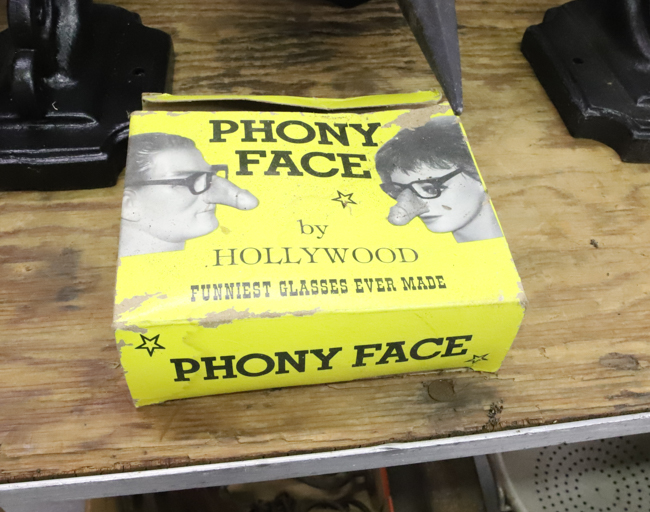 PHONY
FACE
by
HOLLYWOOD
FUNNIEST GLASSES EVER MADE
PHONY FACE